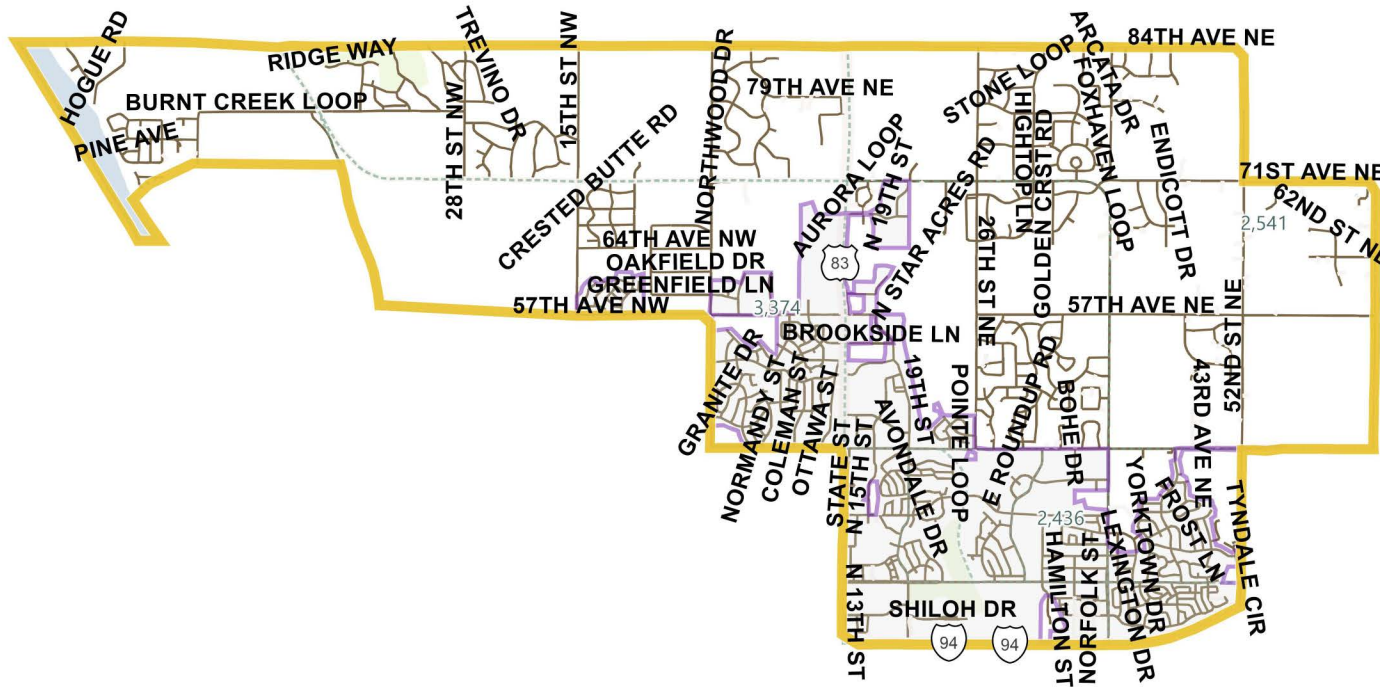 HOGUE RD
RIDGE WAY
TREVINO DR
15TH ST NW
NORTHWOOD DR
ARCATA DR
84TH AVE NE
BURNT CREEK LOOP
28TH ST NW
79TH AVE NE
STONE LOOP
FOXHAVEN LOOP
PINE AVE
HIGHTOP LN
GOLDEN CRST RD
ENDICOTT DR
71ST AVE NE
CRESTED BUTTE RD
AURORA LOOP
N 19TH ST
N STAR ACRES RD
62ND ST NE
2,541
64TH AVE NW
OAKFIELD DR
GREENFIELD LN
83
26TH ST NE
57TH AVE NW
3,374
57TH AVE NE
52ND ST NE
BROOKSIDE LN
GRANITE DR
NORMANDY ST
COLEMAN ST
OTTAWA ST
STATE ST
N 15TH ST
AVONDALE DR
19TH ST
POINTE LOOP
E ROUNDUP RD
BOHE DR
43RD AVE NE
2,436
YORKTOWN DR
FROST LN
TYNDALE CIR
LEXINGTON DR
HAMILTON ST
NORFOLK ST
N 13TH ST
SHILOH DR
94
94